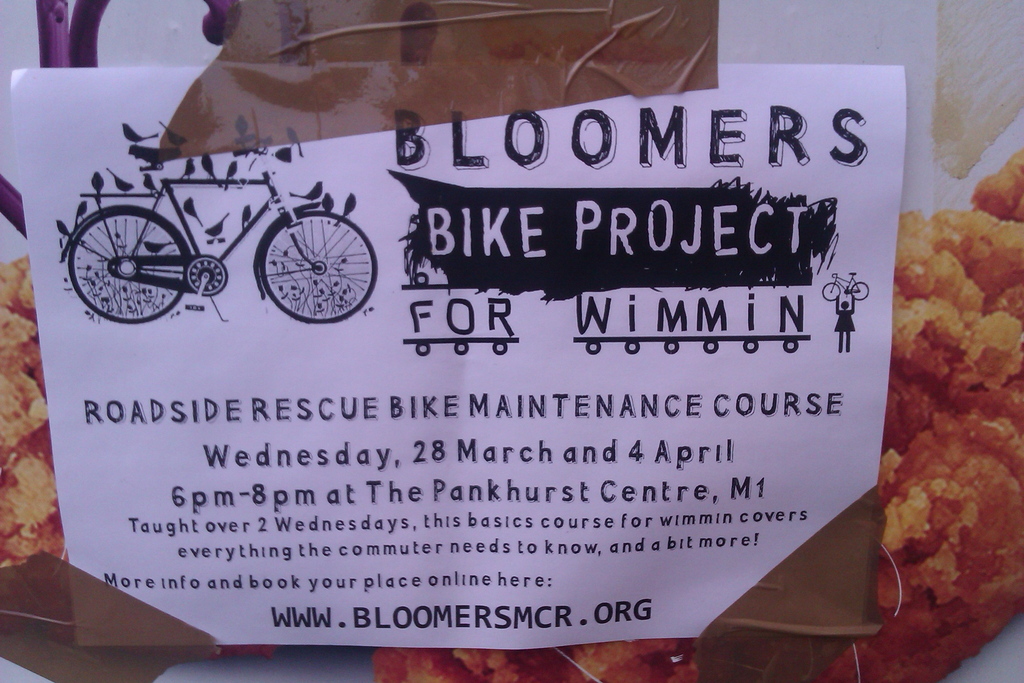 BLOOMERS
BIKE PROJECT
FOR WiMMiN
ROADSIDE RESCUE BIKE MAINTENANCE COURSE
Wednesday, 28 March and 4 April
6pm-8pm at The Pankhurst Centre, M1
Taught over 2 Wednesdays, this basics course for wimmin covers
everything the commuter needs to know, and a bit more!
More info and book your place online here:
WWW.BLOOMERSMCR.ORG